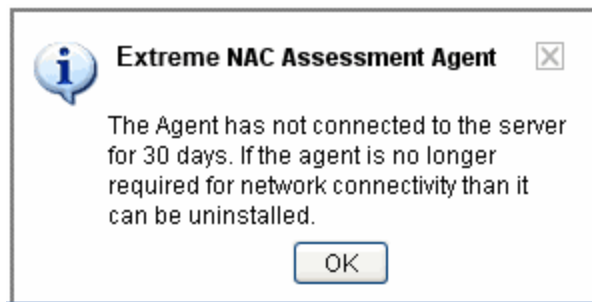 Extreme NAC Assessment Agent
The Agent has not connected to the server
for 30 days. If the agent is no longer
required for network connectivity than it
can be uninstalled.
OK